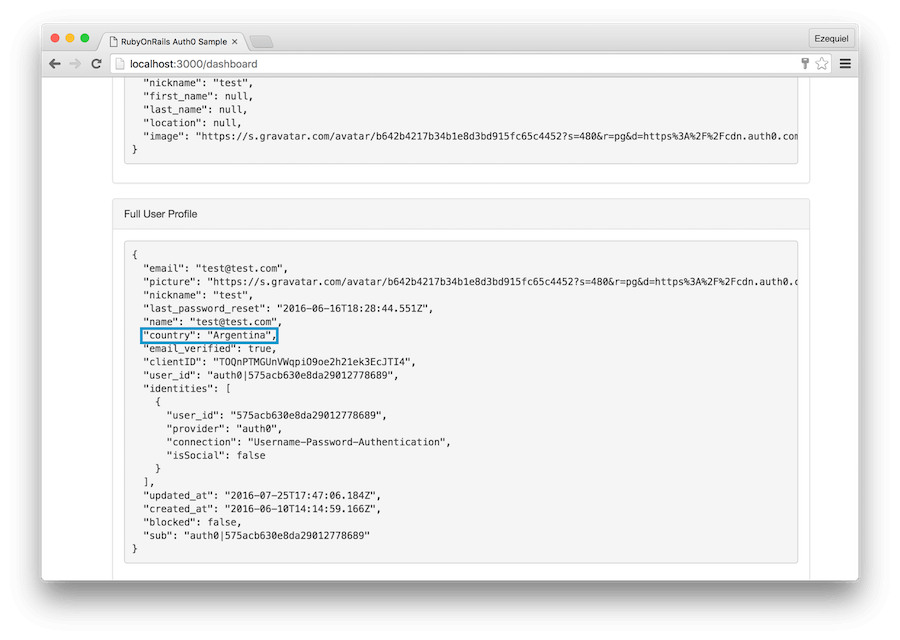 RubyOnRails Auth0 Sample
Ezequiel
localhost:3000/dashboard
"nickname": "test",
"first_name": null,
"last_name": null,
"location": null,
"image": "https://s.gravatar.com/avatar/b642b4217b34b1e8d3bd915fc65c4452?s=480&r=pg&d=https%3A%2F%2Fcdn.auth0.com
}
Full User Profile
{
"email": "test@test.com",
"picture": "https://s.gravatar.com/avatar/b642b4217b34b1e8d3bd915fc65c4452?s=480&r=pg&d=https%3A%2F%2Fcdn.auth0.c
"nickname": "test",
"last_password_reset": "2016-06-16T18:28:44.551Z",
"name": "test@test.com",
"country": "Argentina",
"email_verified": true,
"clientID": "TOQnPTMGUnVWqpiO9oe2h21ek3EcJTI4",
"user_id": "auth0|575acb630e8da29012778689",
"identities": [
{
"user_id": "575acb630e8da29012778689",
"provider": "auth0",
"connection": "Username-Password-Authentication",
"isSocial": false
}
],
"updated_at": "2016-07-25T17:47:06.184Z",
"created_at": "2016-06-10T14:14:59.166Z",
"blocked": false,
"sub": "auth0|575acb630e8da29012778689"
}